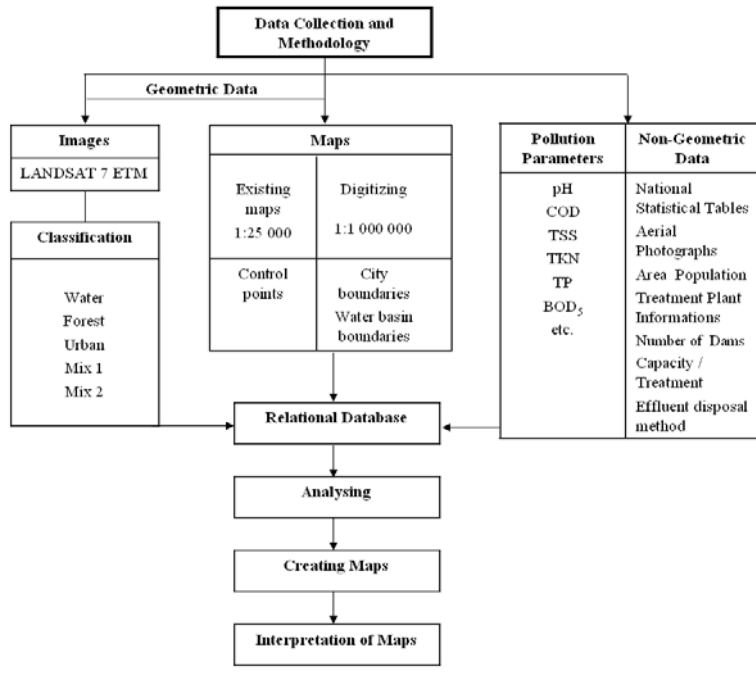 Data Collection and
Methodology
Geometric Data
Images
LANDSAT 7 ETM
Classification
Water
Forest
Urban
Mix 1
Mix 2
Maps
Existing
maps
1:25 000
Digitizing
1:1 000 000
Control
points
City
boundaries
Water basin
boundaries
Pollution
Parameters
pH
COD
TSS
TKN
TP
BOD5
etc.
Non-Geometric
Data
National
Statistical Tables
Aerial
Photographs
Area Population
Treatment Plant
Informations
Number of Dams
Capacity /
Treatment
Effluent disposal
method
Relational Database
Analysing
Creating Maps
Interpretation of Maps